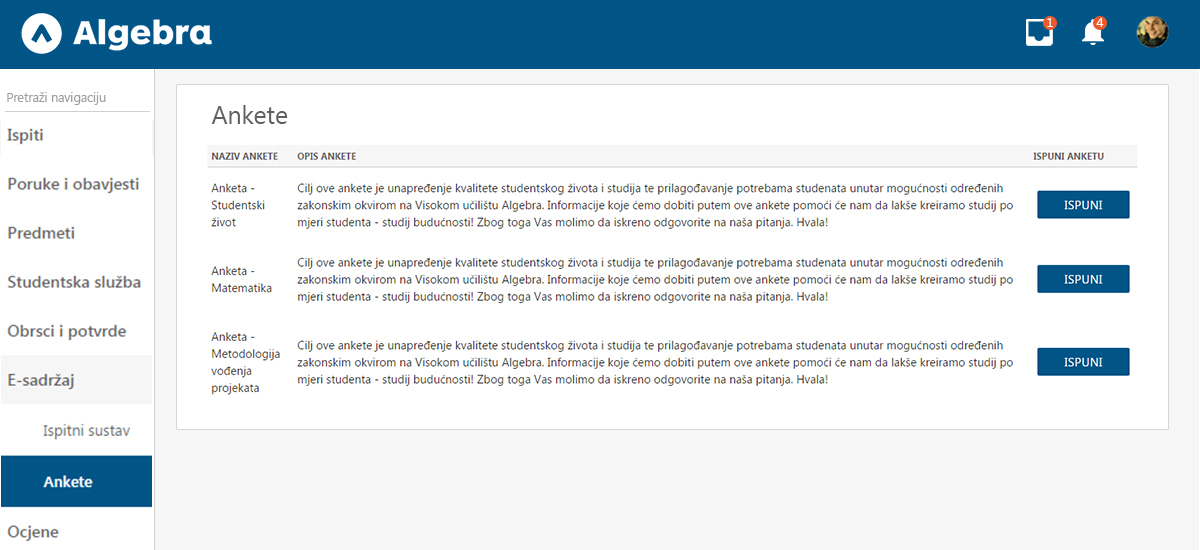 Algebra
1
4
Pretraži navigaciju
Ispiti
Poruke i obavjesti
Predmeti
Studentska služba
Obrsci i potvrde
E-sadržaj
Ispitni sustav
Ankete
Ocjene
Ankete
NAZIV ANKETE OPIS ANKETE ISPUNI ANKETU
Anketa -
Studentski
život
Cilj ove ankete je unapređenje kvalitete studentskog života i studija te prilagođavanje potrebama studenata unutar mogućnosti određenih
zakonskim okvirom na Visokom učilištu Algebra. Informacije koje ćemo dobiti putem ove ankete pomoći će nam da lakše kreiramo studij po
mjeri studenta - studij budućnosti! Zbog toga Vas molimo da iskreno odgovorite na naša pitanja. Hvala!
ISPUNI
Anketa -
Matematika
Cilj ove ankete je unapređenje kvalitete studentskog života i studija te prilagođavanje potrebama studenata unutar mogućnosti određenih
zakonskim okvirom na Visokom učilištu Algebra. Informacije koje ćemo dobiti putem ove ankete pomoći će nam da lakše kreiramo studij po
mjeri studenta - studij budućnosti! Zbog toga Vas molimo da iskreno odgovorite na naša pitanja. Hvala!
ISPUNI
Anketa -
Metodologija
vođenja
projekata
Cilj ove ankete je unapređenje kvalitete studentskog života i studija te prilagođavanje potrebama studenata unutar mogućnosti određenih
zakonskim okvirom na Visokom učilištu Algebra. Informacije koje ćemo dobiti putem ove ankete pomoći će nam da lakše kreiramo studij po
mjeri studenta - studij budućnosti! Zbog toga Vas molimo da iskreno odgovorite na naša pitanja. Hvala!
ISPUNI